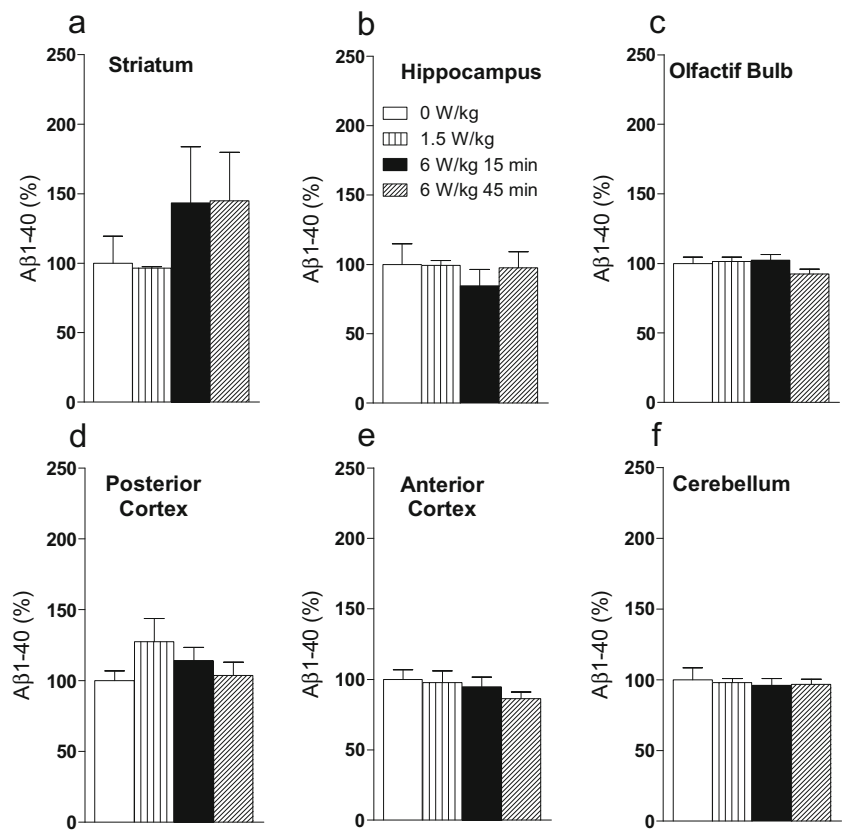 a
Striatum
250
200
150
100
50
0
Aβ1-40 (%)
b
Hippocampus
0 W/kg
1.5 W/kg
6 W/kg 15 min
6 W/kg 45 min
250
200
150
100
50
0
Aβ1-40 (%)
c
Olfactif Bulb
250
200
150
100
50
0
Aβ1-40 (%)
d
Posterior
Cortex
250
200
150
100
50
0
Aβ1-40 (%)
e
Anterior
Cortex
250
200
150
100
50
0
Aβ1-40 (%)
f
Cerebellum
250
200
150
100
50
0
Aβ1-40 (%)